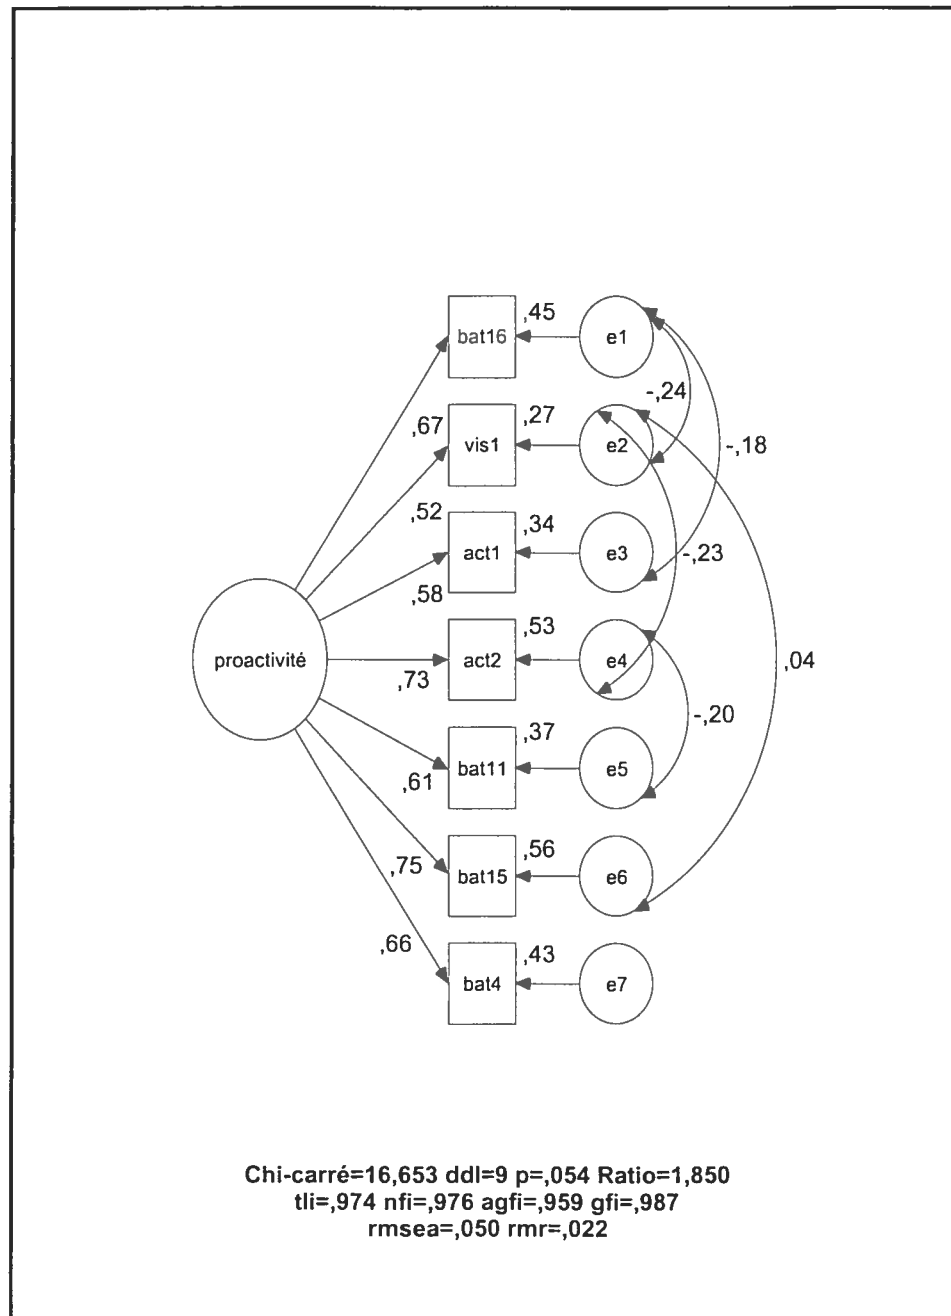 ,45
bat16
e1
-,24
,67
,27
vis1
e2
-,18
,52
,34
act1
e3
-,23
,58
,53
proactivité
act2
e4
,04
,73
-,20
,37
bat11
e5
,61
,56
,75
bat15
e6
,66
,43
bat4
e7
Chi-carré=16,653 ddl=9 p=,054 Ratio=1,850
tli=,974 nfi=,976 agfi=,959 gfi=,987
rmsea=,050 rmr=,022